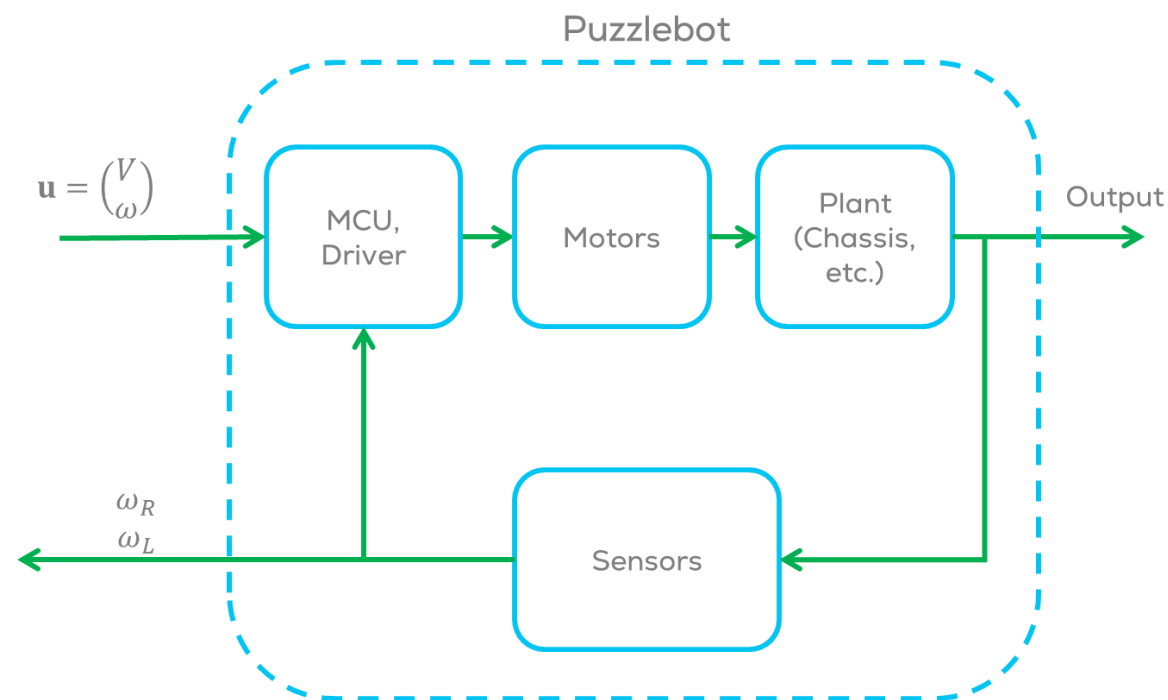 Puzzlebot
u = (V
ω)
MCU,
Driver
Motors
Plant
(Chassis,
etc.)
Output
ω_R
ω_L
Sensors